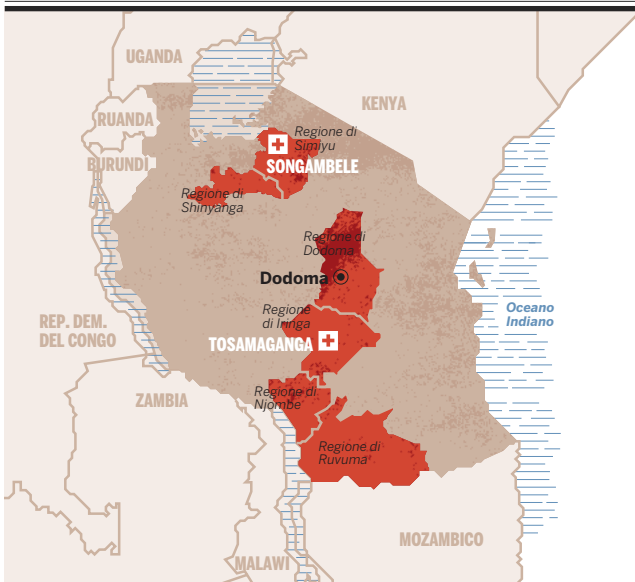 UGANDA
KENYA
RUANDA
Regione di
Simiyu
BURUNDI
SONGAMBELE
Regione di
Shinyanga
Regione di
Dodoma
Dodoma
Regione
di Iringa
Oceano
Indiano
REP. DEM.
DEL CONGO
TOSAMAGANGA
ZAMBIA
Regione di
Njombe
Regione di
Ruvuma
MOZAMBICO
MALAWI